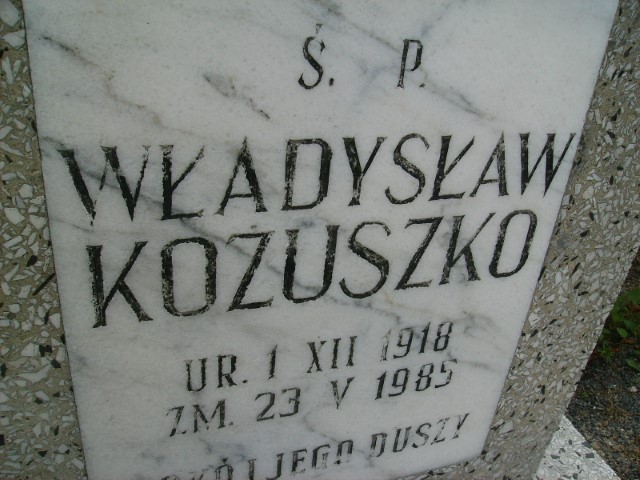 Ś. P.
WŁADYSŁAW
KOZUSZKO
UR. 1 XII 1918
ZM. 23 V 1985
JEGO DUSZY